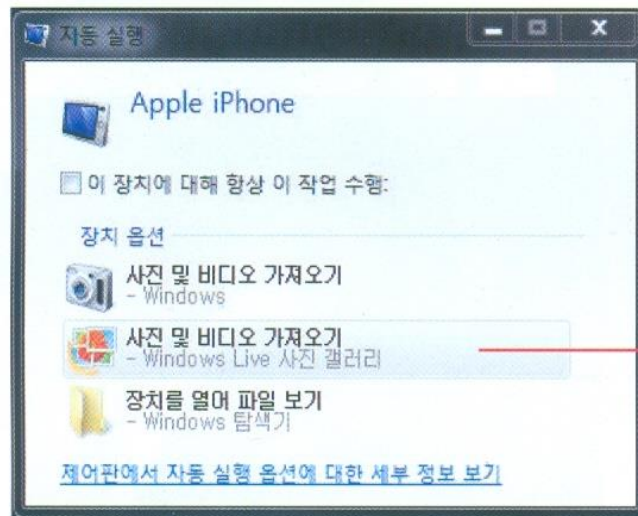 자동 실행
Apple iPhone
이 장치에 대해 항상 이 작업 수행:
장치 옵션
사진 및 비디오 가져오기
- Windows
사진 및 비디오 가져오기
- Windows Live 사진 갤러리
장치를 열어 파일 보기
- Windows 탐색기
제어판에서 자동 실행 옵션에 대한 세부 정보 보기